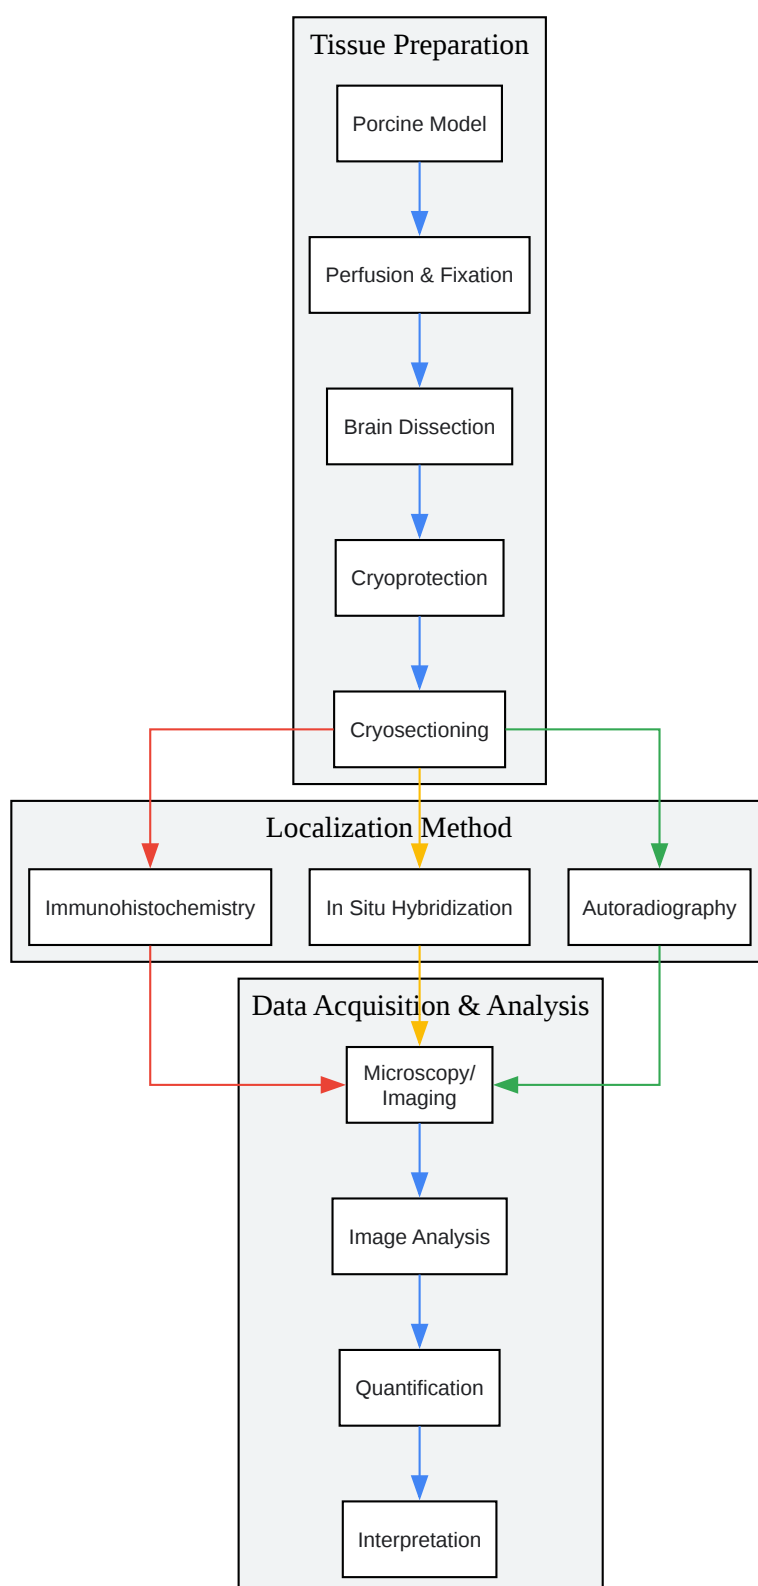 Tissue Preparation
Porcine Model
Perfusion & Fixation
Brain Dissection
Cryoprotection
Cryosectioning
Localization Method
Immunohistochemistry
In Situ Hybridization
Autoradiography
Data Acquisition & Analysis
Microscopy/
Imaging
Image Analysis
Quantification
Interpretation